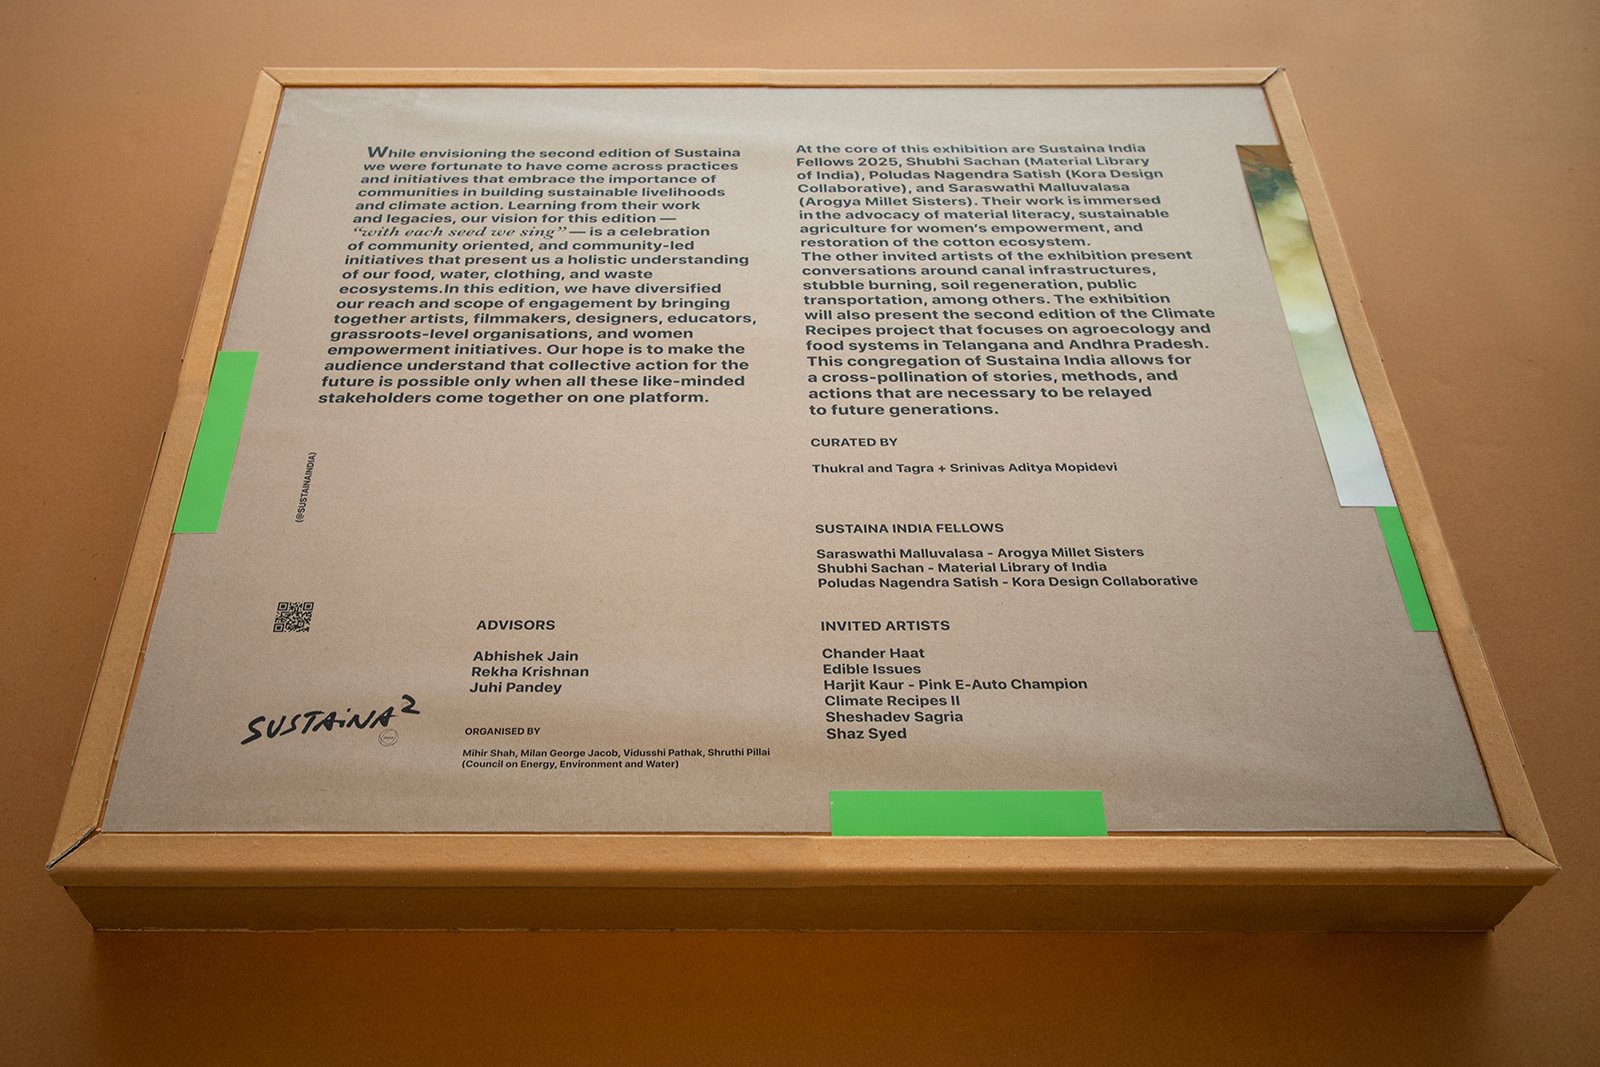 While envisioning the second edition of Sustaina
we were fortunate to have come across practices
and initiatives that embrace the importance of
communities in building sustainable livelihoods
and climate action. Learning from their work
and legacies, our vision for this edition —
“with each seed we sing” — is a celebration
of community oriented, and community-led
initiatives that present us a holistic understanding
of our food, water, clothing, and waste
ecosystems.In this edition, we have diversified
our reach and scope of engagement by bringing
together artists, filmmakers, designers, educators,
grassroots-level organisations, and women
empowerment initiatives. Our hope is to make the
audience understand that collective action for the
future is possible only when all these like-minded
stakeholders come together on one platform.
At the core of this exhibition are Sustaina India
Fellows 2025, Shubhi Sachan (Material Library
of India), Poludas Nagendra Satish (Kora Design
Collaborative), and Saraswathi Malluvalasa
(Arogya Millet Sisters). Their work is immersed
in the advocacy of material literacy, sustainable
agriculture for women’s empowerment, and
restoration of the cotton ecosystem.
The other invited artists of the exhibition present
conversations around canal infrastructures,
stubble burning, soil regeneration, public
transportation, among others. The exhibition
will also present the second edition of the Climate
Recipes project that focuses on agroecology and
food systems in Telangana and Andhra Pradesh.
This congregation of Sustaina India allows for
a cross-pollination of stories, methods, and
actions that are necessary to be relayed
to future generations.
CURATED BY
Thukral and Tagra + Srinivas Aditya Mopidevi
SUSTAINA INDIA FELLOWS
Saraswathi Malluvalasa - Arogya Millet Sisters
Shubhi Sachan - Material Library of India
Poludas Nagendra Satish - Kora Design Collaborative
INVITED ARTISTS
Chander Haat
Edible Issues
Harjit Kaur - Pink E-Auto Champion
Climate Recipes II
Sheshadev Sagria
Shaz Syed
(@SUSTAINAINDIA)
ADVISORS
Abhishek Jain
Rekha Krishnan
Juhi Pandey
SUSTAINA 2
ORGANISED BY
Mihir Shah, Milan George Jacob, Vidusshi Pathak, Shruthi Pillai
(Council on Energy, Environment and Water)